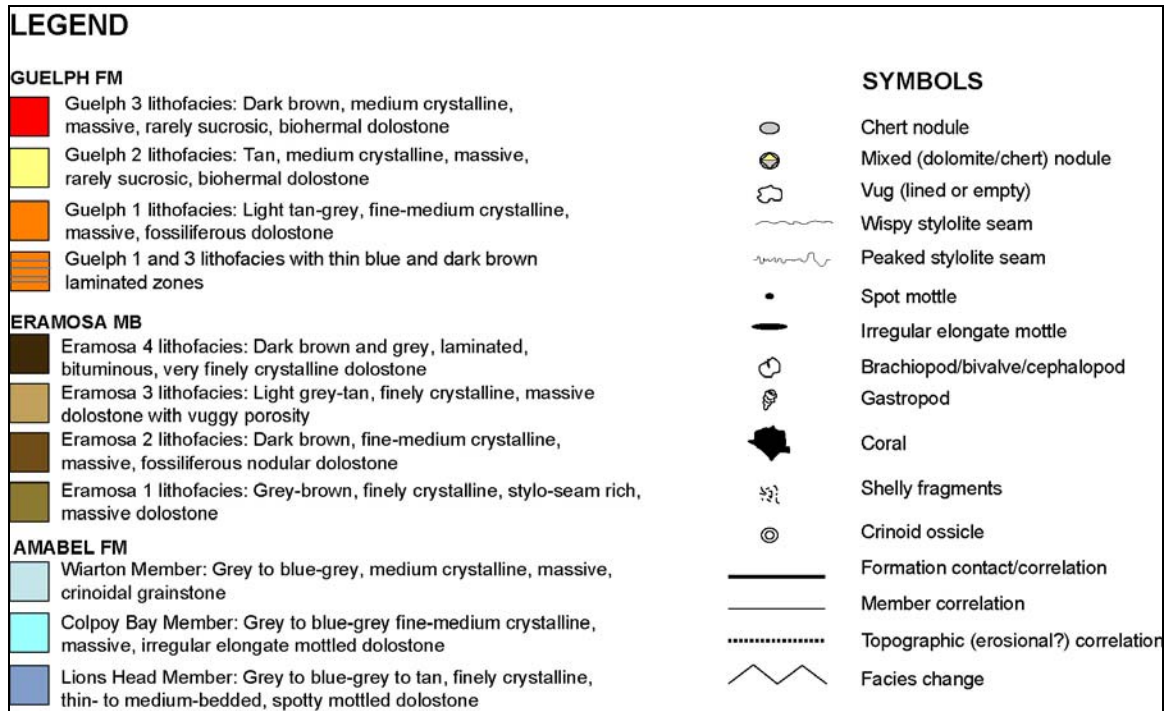 LEGEND
GUELPH FM
Guelph 3 lithofacies: Dark brown, medium crystalline,
massive, rarely sucrosic, biohermal dolostone
Guelph 2 lithofacies: Tan, medium crystalline, massive,
rarely sucrosic, biohermal dolostone
Guelph 1 lithofacies: Light tan-grey, fine-medium crystalline,
massive, fossiliferous dolostone
Guelph 1 and 3 lithofacies with thin blue and dark brown
laminated zones
ERAMOSA MB
Eramosa 4 lithofacies: Dark brown and grey, laminated,
bituminous, very finely crystalline dolostone
Eramosa 3 lithofacies: Light grey-tan, finely crystalline, massive
dolostone with vuggy porosity
Eramosa 2 lithofacies: Dark brown, fine-medium crystalline,
massive, fossiliferous nodular dolostone
Eramosa 1 lithofacies: Grey-brown, finely crystalline, stylo-seam rich,
massive dolostone
AMABEL FM
Wiarton Member: Grey to blue-grey, medium crystalline, massive,
crinoidal grainstone
Colpoy Bay Member: Grey to blue-grey fine-medium crystalline,
massive, irregular elongate mottled dolostone
Lions Head Member: Grey to blue-grey to tan, finely crystalline,
thin- to medium-bedded, spotty mottled dolostone
SYMBOLS
Chert nodule
Mixed (dolomite/chert) nodule
Vug (lined or empty)
Wispy stylolite seam
Peaked stylolite seam
Spot mottle
Irregular elongate mottle
Brachiopod/bivalve/cephalopod
Gastropod
Coral
Shelly fragments
Crinoid ossicle
Formation contact/correlation
Member correlation
Topographic (erosional?) correlation
Facies change